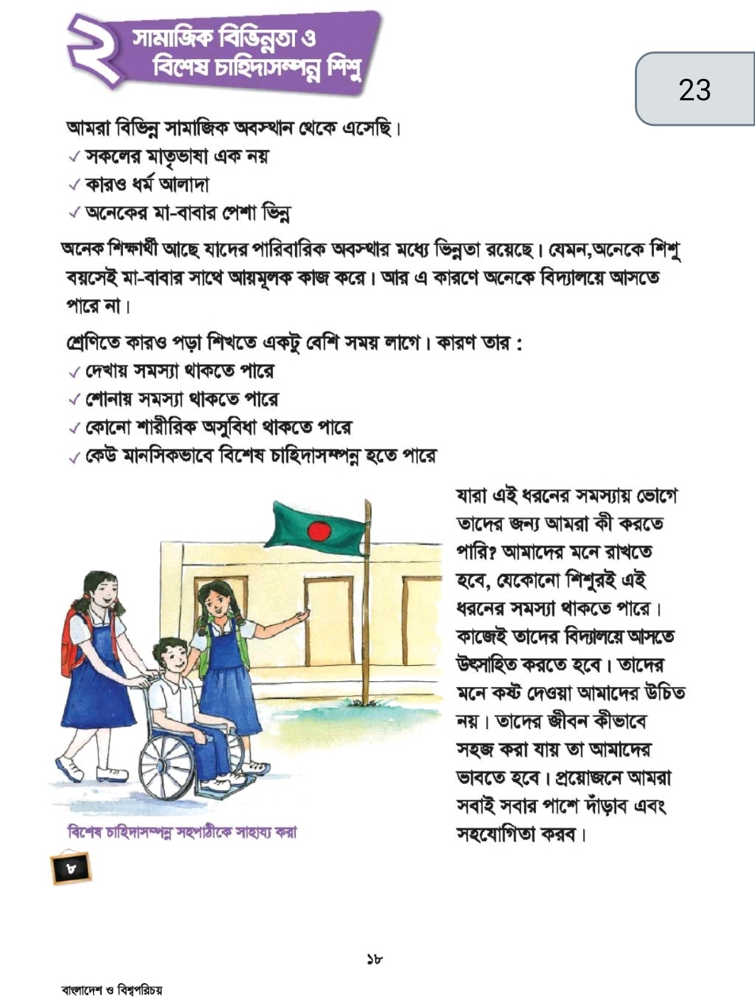 ২
সামাজিক বিভিন্নতা ও
বিশেষ চাহিদাসম্পন্ন শিশু
23
আমরা বিভিন্ন সামাজিক অবস্থান থেকে এসেছি।
✓ সকলের মাতৃভাষা এক নয়
✓ কারও ধর্ম আলাদা
✓ অনেকের মা-বাবার পেশা ভিন্ন
অনেক শিক্ষার্থী আছে যাদের পারিবারিক অবস্থার মধ্যে ভিন্নতা রয়েছে। যেমন,অনেকে শিশু
বয়সেই মা-বাবার সাথে আয়মূলক কাজ করে। আর এ কারণে অনেকে বিদ্যালয়ে আসতে
পারে না।
শ্রেণিতে কারও পড়া শিখতে একটু বেশি সময় লাগে। কারণ তার :
✓ দেখায় সমস্যা থাকতে পারে
✓ শোনায় সমস্যা থাকতে পারে
✓ কোনো শারীরিক অসুবিধা থাকতে পারে
✓ কেউ মানসিকভাবে বিশেষ চাহিদাসম্পন্ন হতে পারে
যারা এই ধরনের সমস্যায় ভোগে
তাদের জন্য আমরা কী করতে
পারি? আমাদের মনে রাখতে
হবে, যেকোনো শিশুরই এই
ধরনের সমস্যা থাকতে পারে।
কাজেই তাদের বিদ্যালয়ে আসতে
উৎসাহিত করতে হবে। তাদের
মনে কষ্ট দেওয়া আমাদের উচিত
নয়। তাদের জীবন কীভাবে
সহজ করা যায় তা আমাদের
ভাবতে হবে। প্রয়োজনে আমরা
সবাই সবার পাশে দাঁড়াব এবং
সহযোগিতা করব।
বিশেষ চাহিদাসম্পন্ন সহপাঠীকে সাহায্য করা
৮
১৮
বাংলাদেশ ও বিশ্বপরিচয়